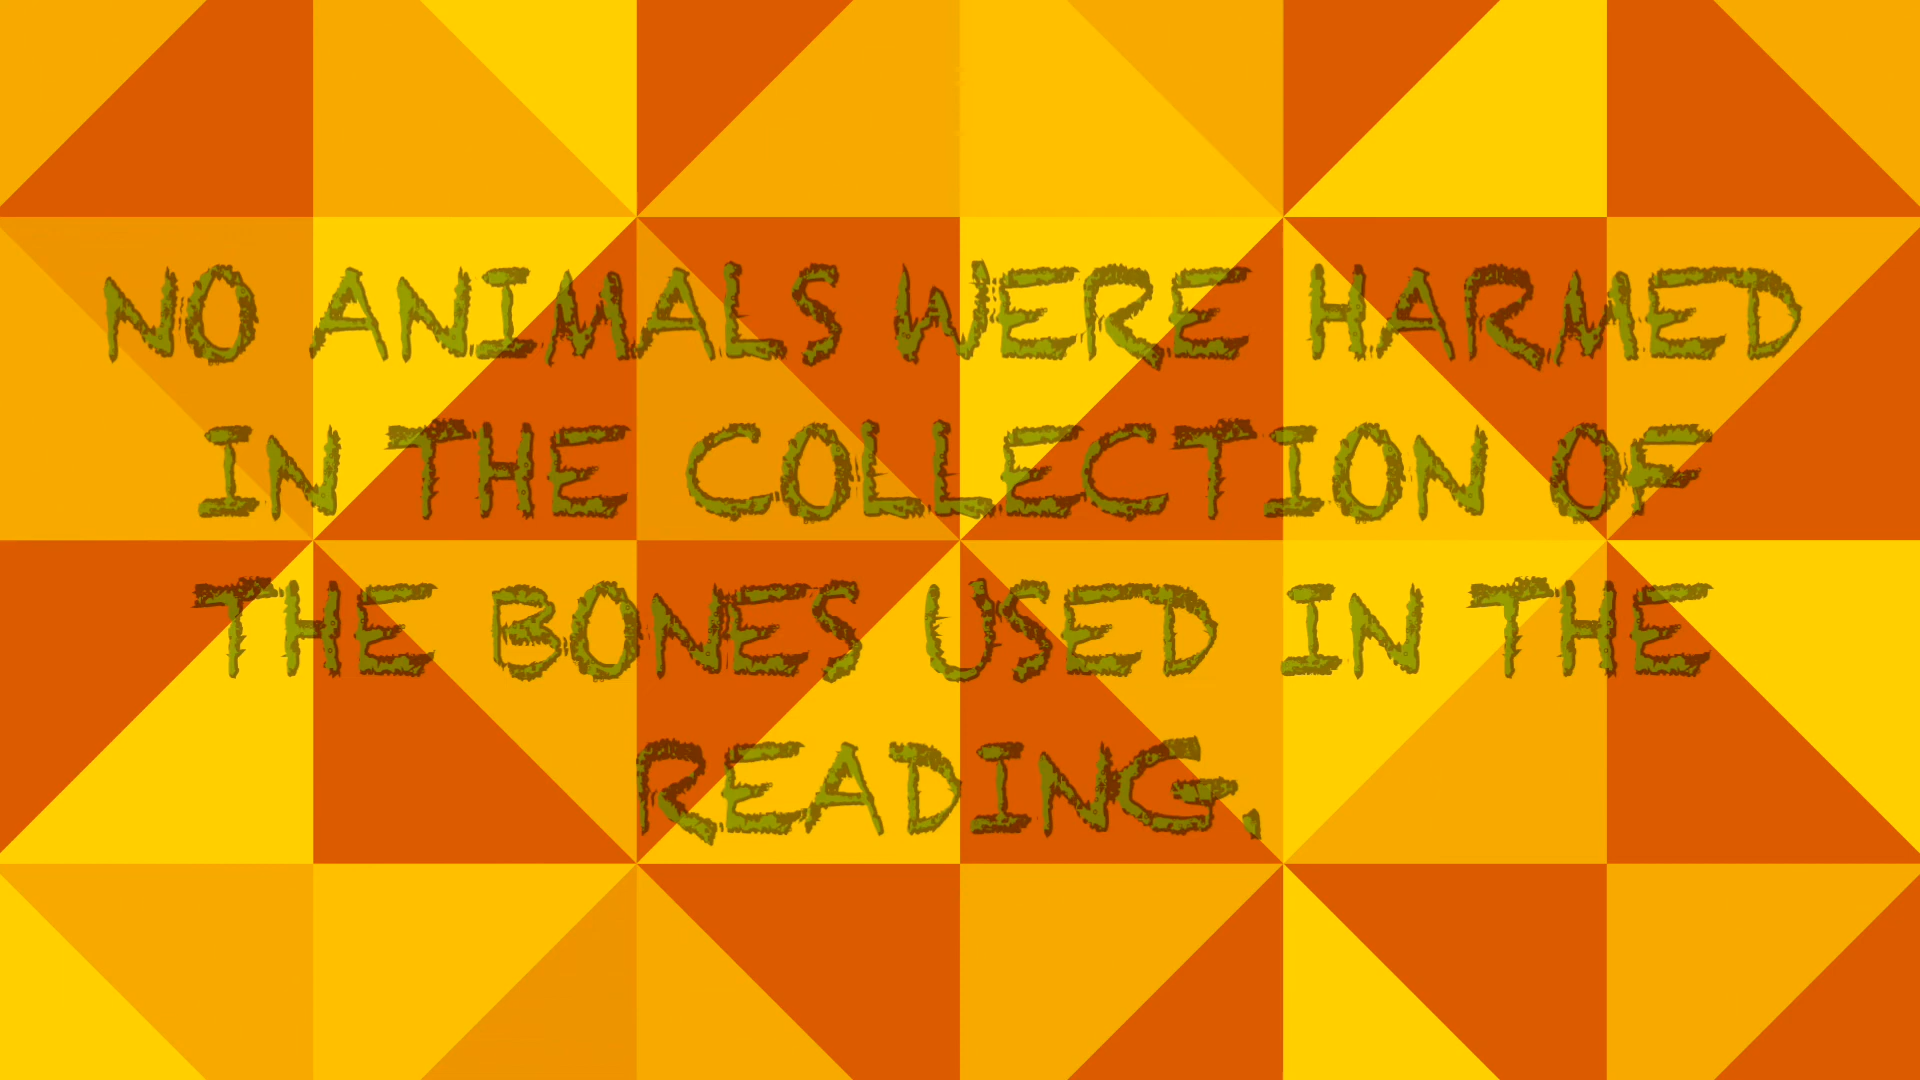 NO ANIMALS WERE HARMED
IN THE COLLECTION OF
THE BONES USED IN THE
READING.